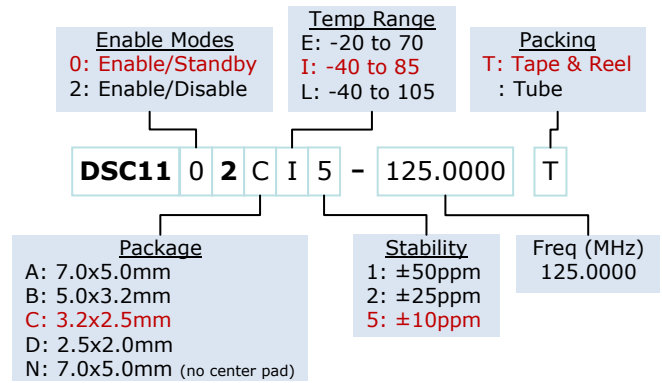 Enable Modes
0: Enable/Standby
2: Enable/Disable
Temp Range
E: -20 to 70
I: -40 to 85
L: -40 to 105
Packing
T: Tape & Reel
: Tube
DSC11 0 2 C I 5 – 125.0000 T
Package
A: 7.0x5.0mm
B: 5.0x3.2mm
C: 3.2x2.5mm
D: 2.5x2.0mm
N: 7.0x5.0mm (no center pad)
Stability
1: ±50ppm
2: ±25ppm
5: ±10ppm
Freq (MHz)
125.0000